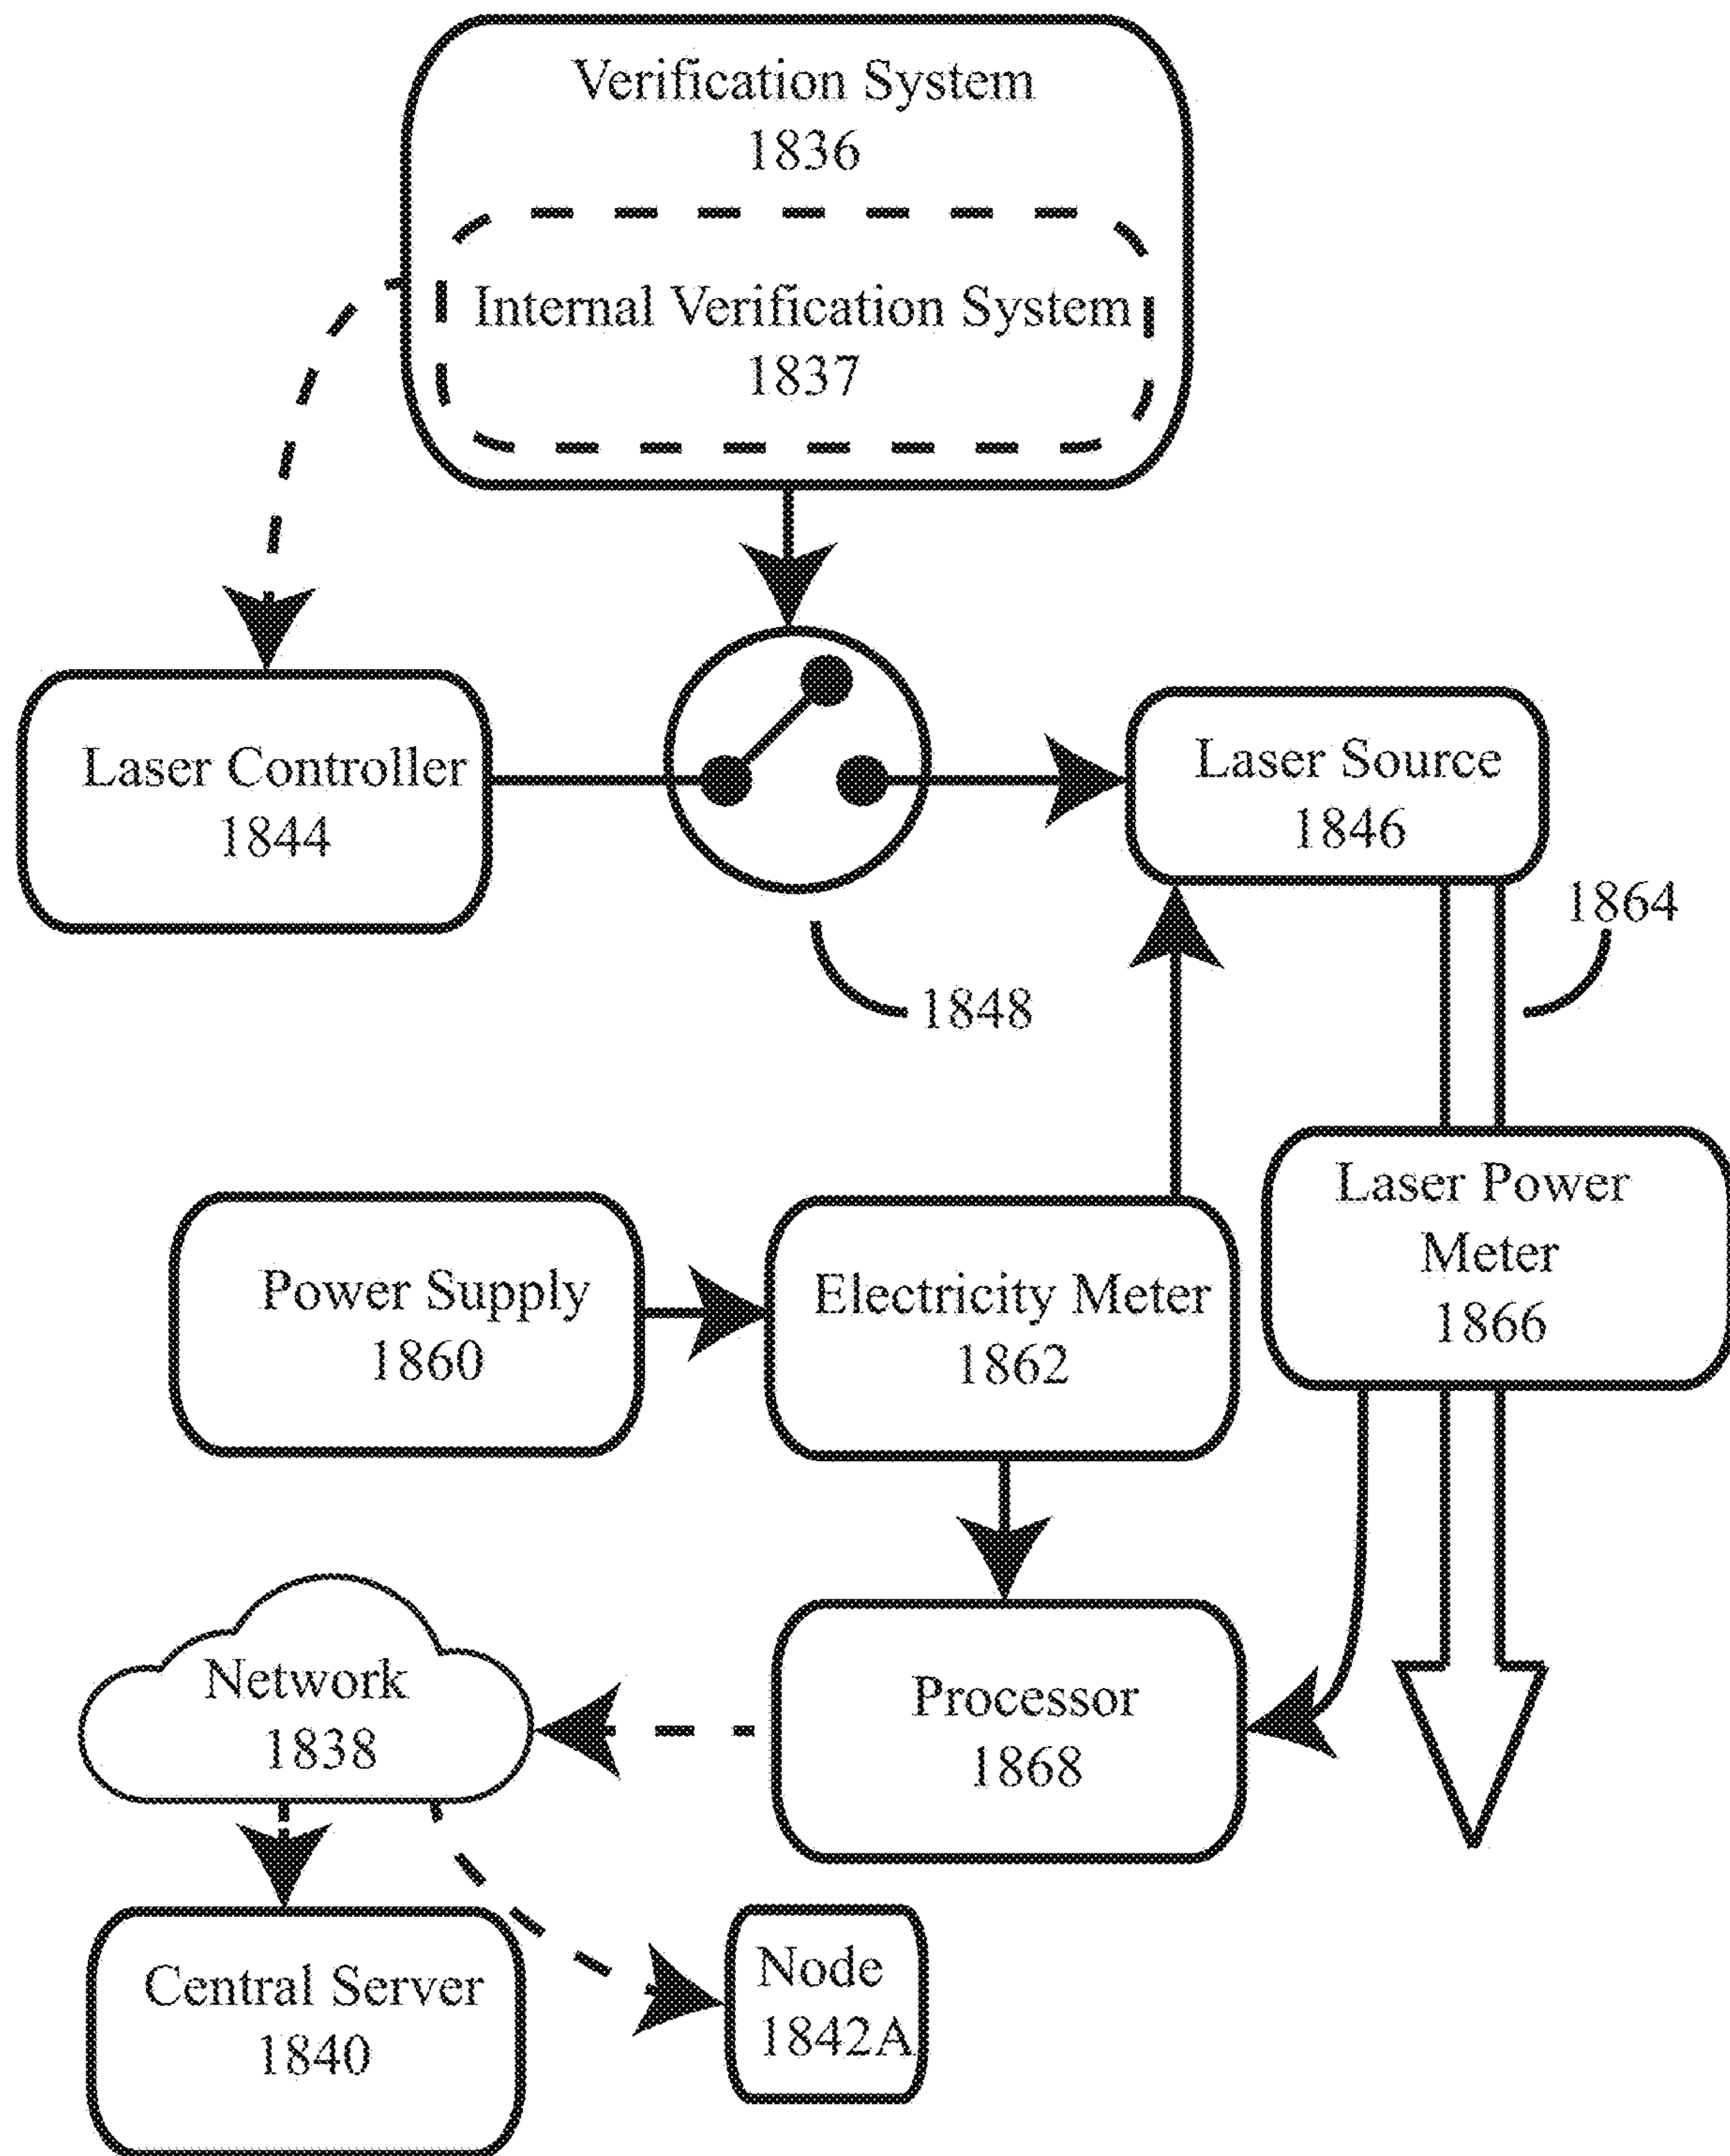 Verification System
1836
Internal Verification System
1837
Laser Controller
1844
Laser Source
1846
1864
1848
Laser Power
Meter
1866
Power Supply
1860
Electricity Meter
1862
Network
1838
Processor
1868
Central Server
1840
Node
1842A